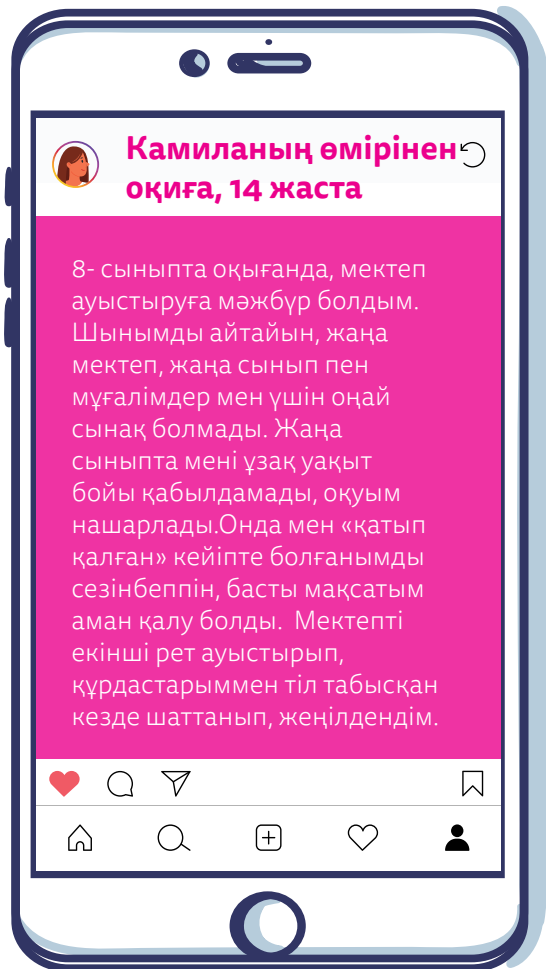 Камиланың өмірінен
оқиға, 14 жаста
8- сыныпта оқығанда, мектеп
ауыстыруға мәжбүр болдым.
Шынымды айтайын, жаңа
мектеп, жаңа сынып пен
мұғалімдер мен үшін оңай
сынақ болмады. Жаңа
сыныпта мені ұзақ уақыт
бойы қабылдамады, оқуым
нашарлады.Онда мен «қатып
қалған» кейіпте болғанымды
сезінбеппін, басты мақсатым
аман қалу болды. Мектепті
екінші рет ауыстырып,
құрдастарыммен тіл табысқан
кезде шаттанып, жеңілдендім.